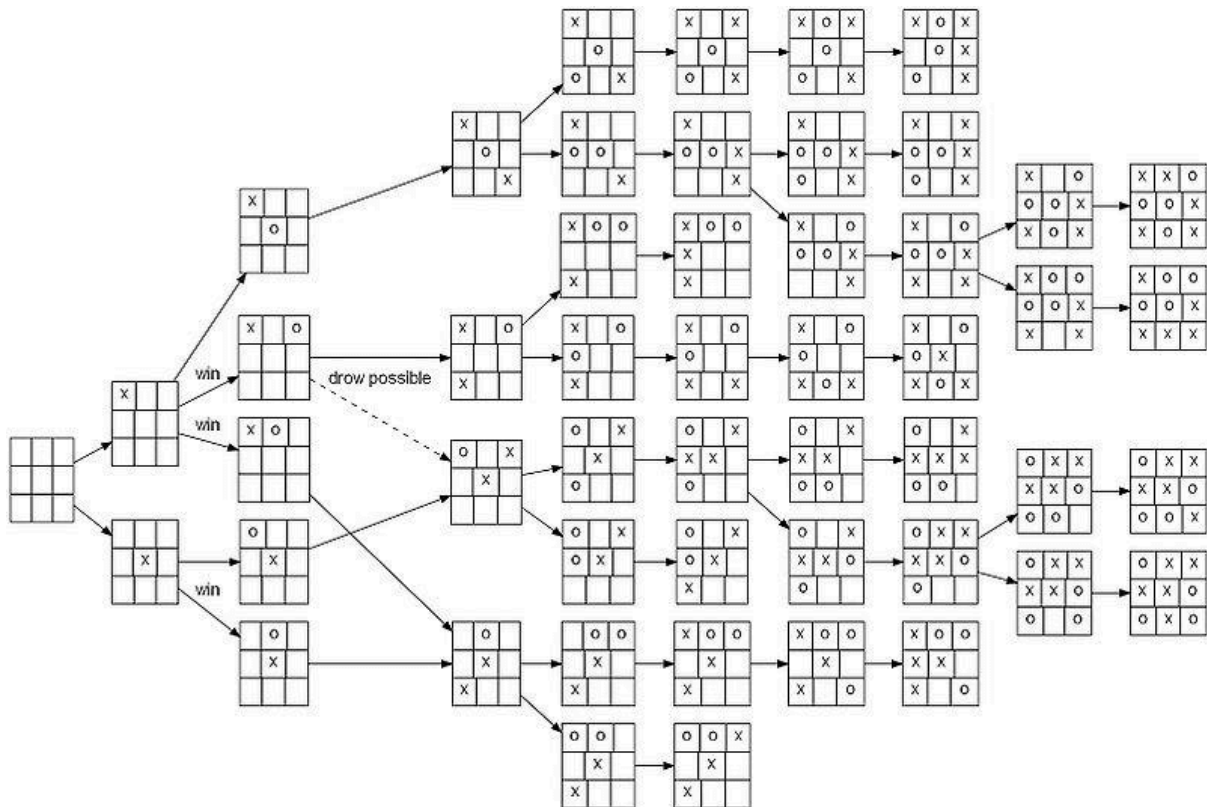 X X X X O X X O X
O O O O X
O X O X O X O X
X X X X X X
O O O O O X O O X O O X
X X X O X O X X O X X O
X O O X O O X
O X O O X O O X O X O X O X X O X
X O O X O O X
X X X X X X O O X O O
O O X O O X
X O X O X O X O X O X O X X X X X
drow possible O O O O X
win
X X X X X O X X O X
X
win
X O O X O X O X O X
O X
X X X X X X X X O X X O X X
X
O O O O O O X X O X X O
O O O O X
O O X O X O X O X X
X X O X O X X X O X X O O X X O X X
win X O O X X O X X O
O O O X O
O O O O X O O X O O X O O
X X X X X X X
X X X X O X O
O O O O X
X X
X X